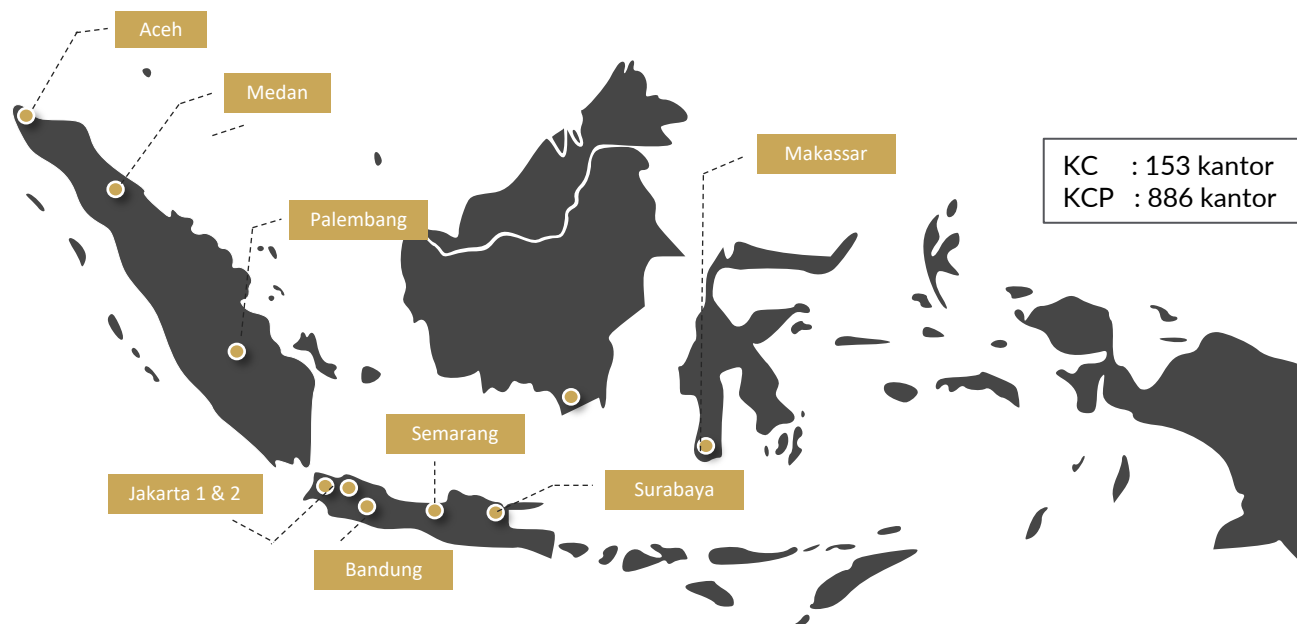 Aceh
Medan
Makassar
KC : 153 kantor
KCP : 886 kantor
Palembang
Semarang
Jakarta 1 & 2
Surabaya
Bandung